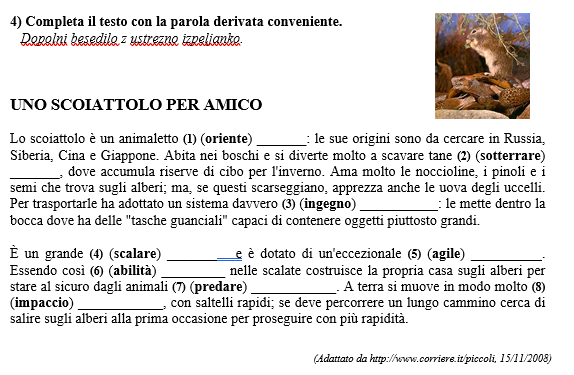 4) Completa il testo con la parola derivata conveniente.
Dopolni besedilo z ustrezno izpeljanko.
UNO SCOIATTOLO PER AMICO
Lo scoiattolo è un animaletto (1) (oriente) _______: le sue origini sono da cercare in Russia,
Siberia, Cina e Giappone. Abita nei boschi e si diverte molto a scavare tane (2) (sotterrare)
_______, dove accumula riserve di cibo per l'inverno. Ama molto le noccioline, i pinoli e i
semi che trova sugli alberi; ma, se questi scarseggiano, apprezza anche le uova degli uccelli.
Per trasportarle ha adottato un sistema davvero (3) (ingegno) ___________: le mette dentro la
bocca dove ha delle "tasche guanciali" capaci di contenere oggetti piuttosto grandi.
È un grande (4) (scalare) __________e è dotato di un'eccezionale (5) (agile) __________.
Essendo così (6) (abilità) _________ nelle scalate costruisce la propria casa sugli alberi per
stare al sicuro dagli animali (7) (predare) ____________. A terra si muove in modo molto (8)
(impaccio) ____________, con saltelli rapidi; se deve percorrere un lungo cammino cerca di
salire sugli alberi alla prima occasione per proseguire con più rapidità.
(Adattato da http://www.corriere.it/piccoli, 15/11/2008)